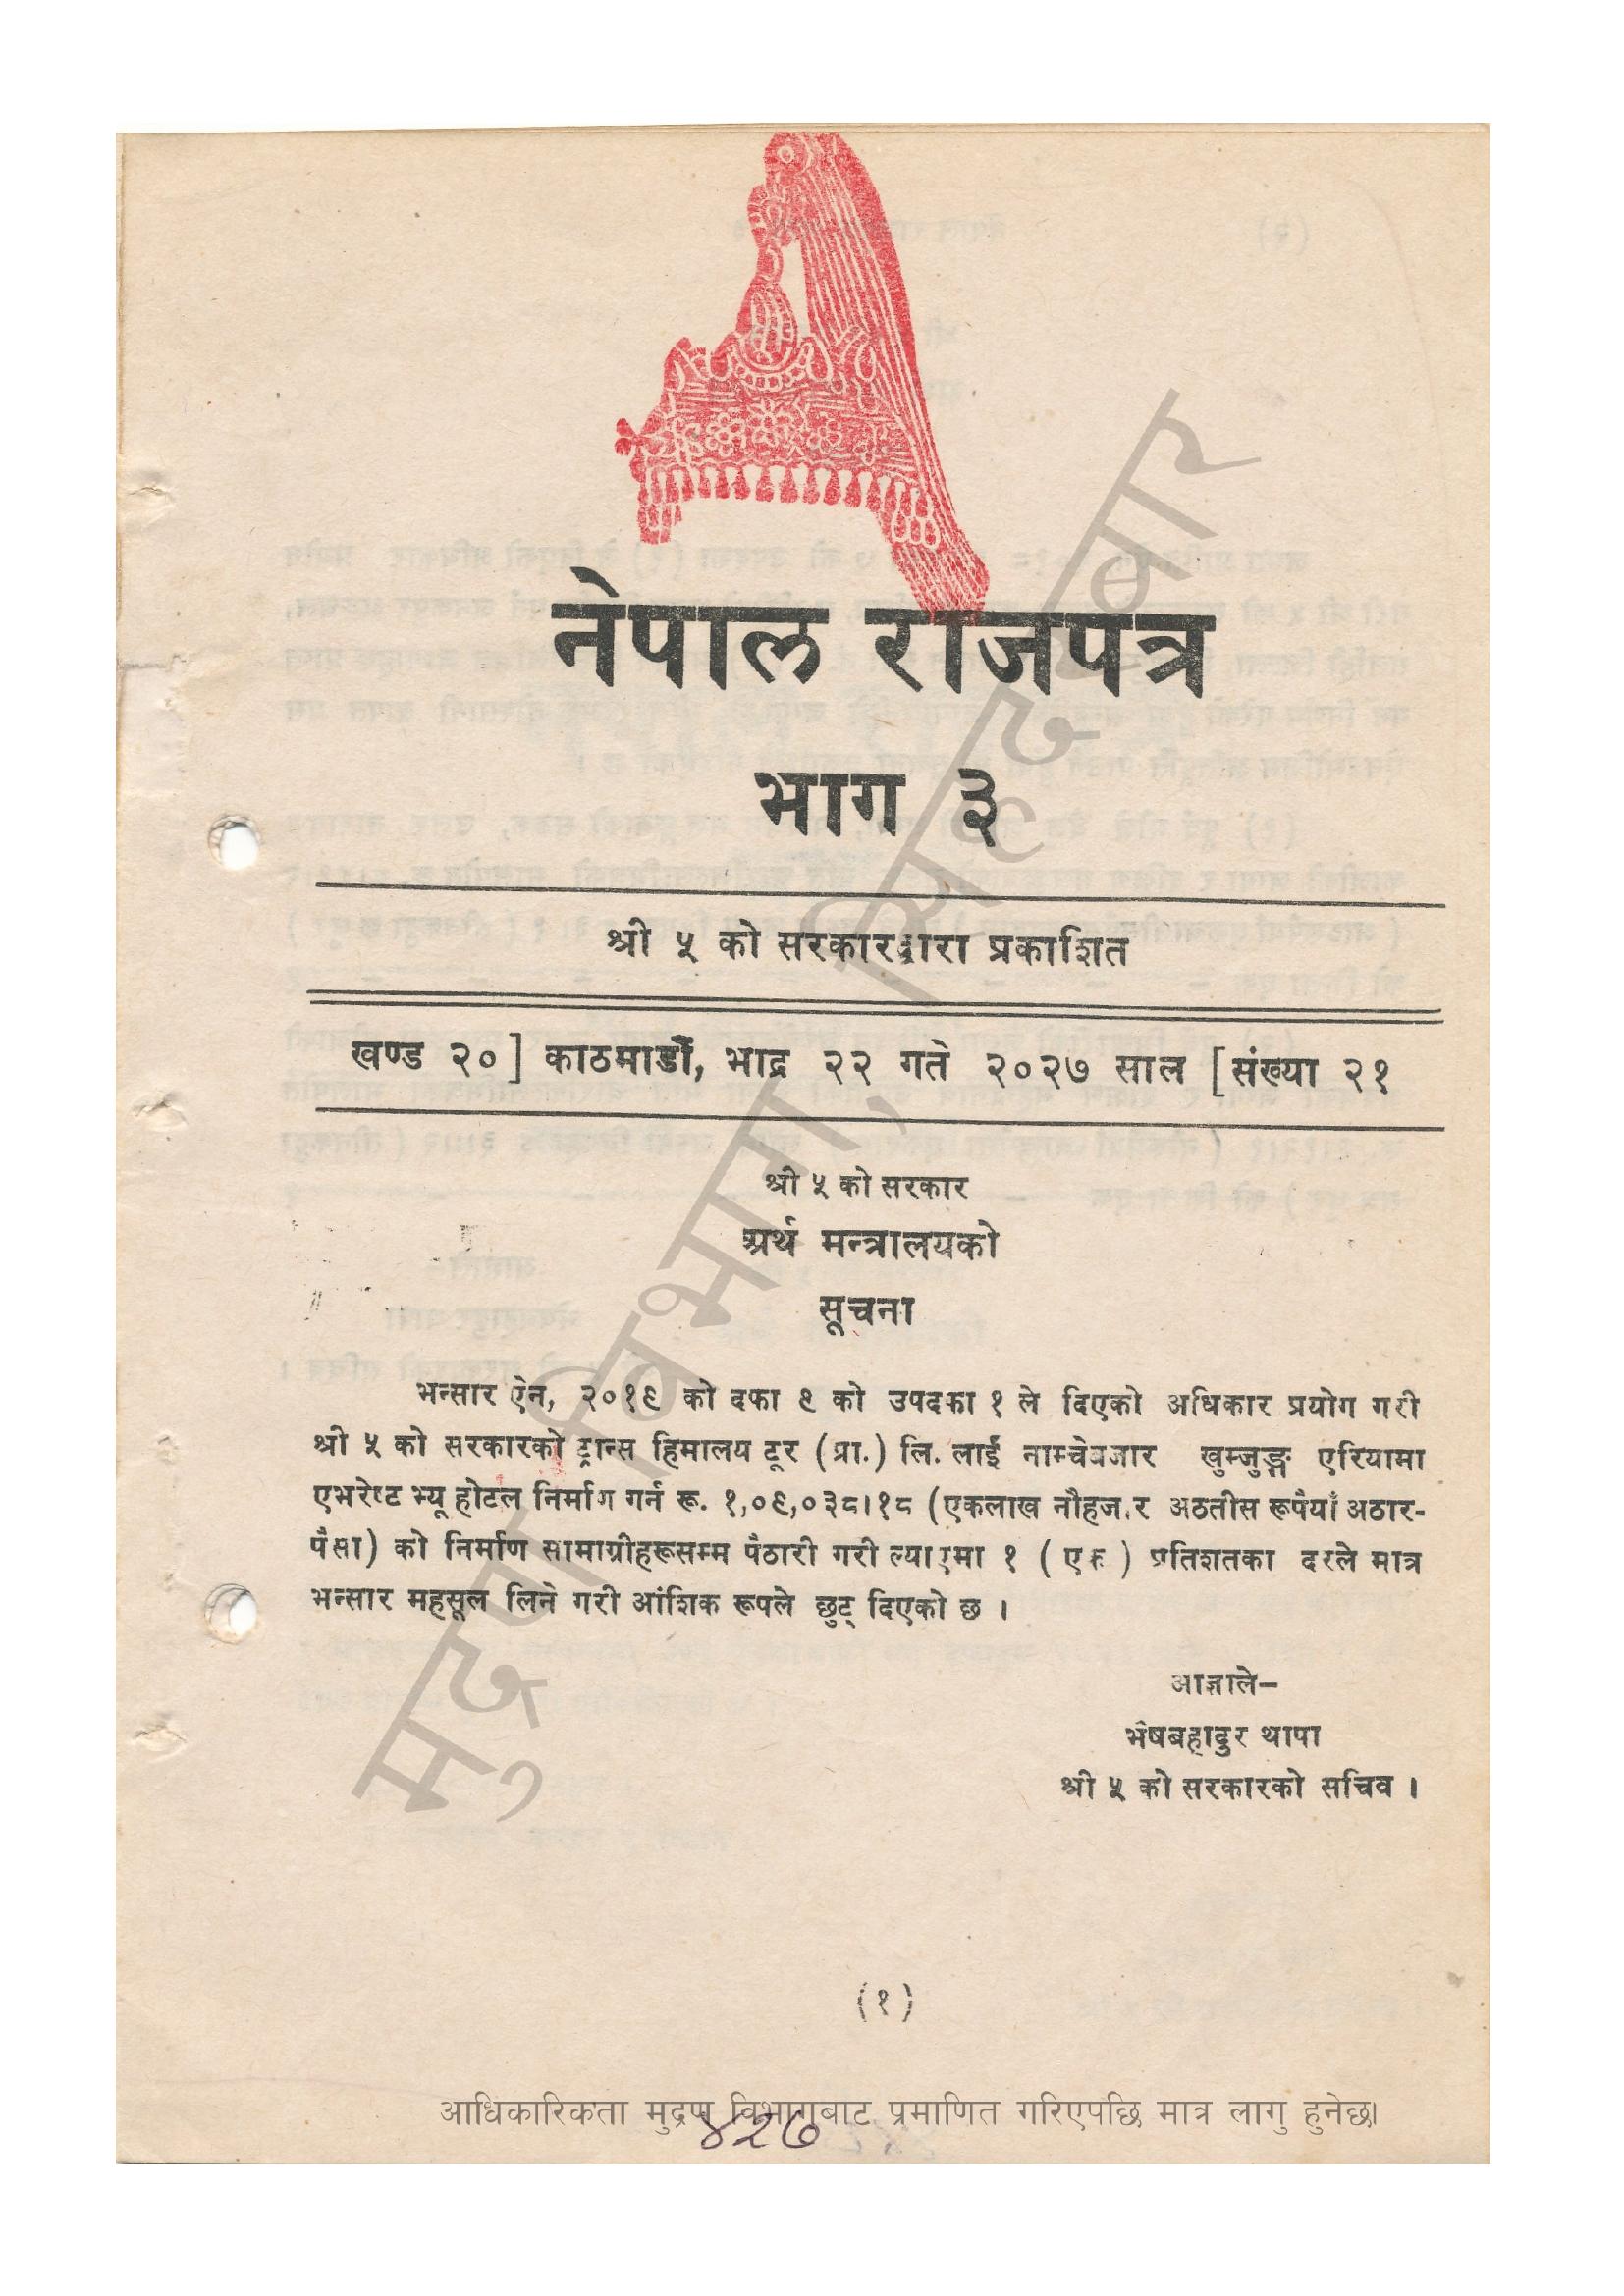 नेपाल राजपत्र
भाग ३
श्री ५ को सरकारद्वारा प्रकाशित
खण्ड २०] काठमाडौं, भाद्र २२ गते २०२७ साल [संख्या २१
श्री ५ को सरकार
अर्थ मन्त्रालयको
सूचना
भन्सार ऐन, २०१९ को दफा ९ को उपदफा १ ले दिएको अधिकार प्रयोग गरी
श्री ५ को सरकारको ट्रान्स हिमालय टूर (प्रा.) लि. लाई नाम्चेबजार खुम्जुङ्ग एरियामा
एभरेष्ट भ्यू होटल निर्माण गर्न रू. १,०९,०३८।१८ (एकलाख नौहजार अठतीस रूपैयाँ अठार-
पैसा) को निर्माण सामाग्रीहरूसम्म पैठारी गरी ल्याएमा १ (एक) प्रतिशतका दरले मात्र
भन्सार महसूल लिने गरी आंशिक रूपले छुट् दिएको छ ।
आज्ञाले–
भेषबहादुर थापा
श्री ५ को सरकारको सचिव ।
(१)
मुद्रण विभाग, सिंहदरबार
आधिकारिकता मुद्रण विभागबाट प्रमाणित गरिएपछि मात्र लागु हुनेछ।
४२७